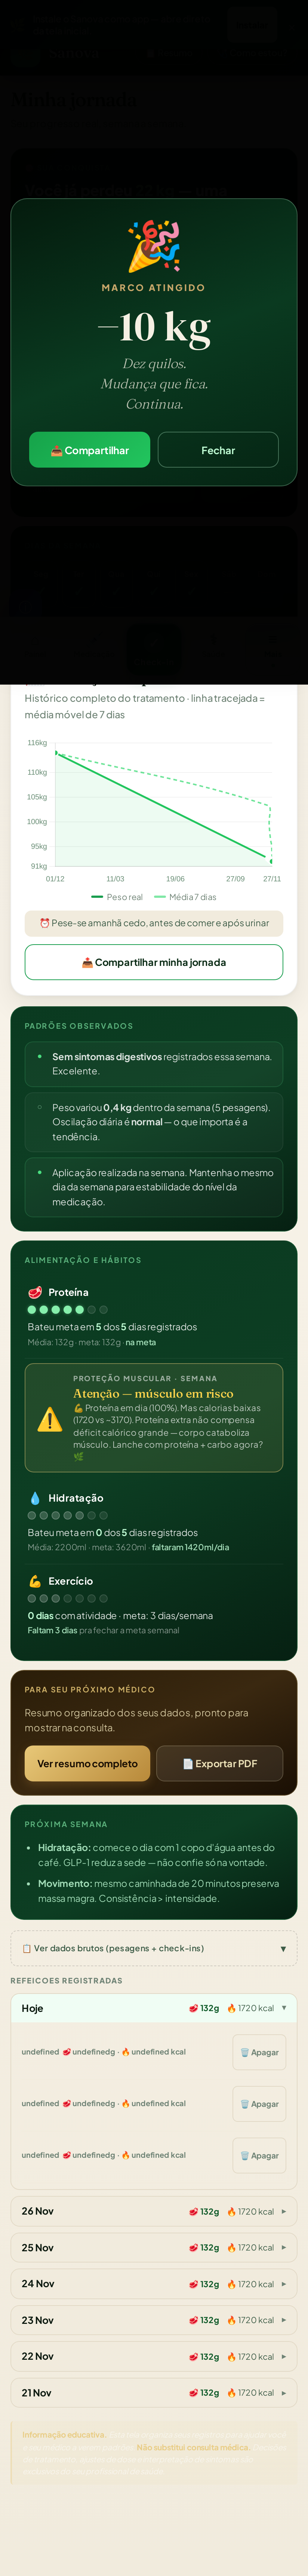 Minha jornada
🎉
MARCO ATINGIDO
−10 kg
Dez quilos.
Mudança que fica.
Continua.
📤 Compartilhar
Fechar
Histórico completo do tratamento · linha tracejada =
média móvel de 7 dias
116kg
110kg
105kg
100kg
95kg
91kg
01/12 11/03 19/06 27/09 27/11
Peso real Média 7 dias
⏰ Pese-se amanhã cedo, antes de comer e após urinar
📤 Compartilhar minha jornada
PADRÕES OBSERVADOS
Sem sintomas digestivos registrados essa semana.
Excelente.
Peso variou 0,4 kg dentro da semana (5 pesagens).
Oscilação diária é normal — o que importa é a
tendência.
Aplicação realizada na semana. Mantenha o mesmo
dia da semana para estabilidade do nível da
medicação.
ALIMENTAÇÃO E HÁBITOS
🥩 Proteína
Bateu meta em 5 dos 5 dias registrados
Média: 132g · meta: 132g · na meta
PROTEÇÃO MUSCULAR · SEMANA
Atenção — músculo em risco
💪 Proteína em dia (100%). Mas calorias baixas
(1720 vs ~3170). Proteína extra não compensa
déficit calórico grande — corpo cataboliza
músculo. Lanche com proteína + carbo agora?
🌿
💧 Hidratação
Bateu meta em 0 dos 5 dias registrados
Média: 2200ml · meta: 3620ml · faltaram 1420ml/dia
💪 Exercício
0 dias com atividade · meta: 3 dias/semana
Faltam 3 dias pra fechar a meta semanal
PARA SEU PRÓXIMO MÉDICO
Resumo organizado dos seus dados, pronto para
mostrar na consulta.
Ver resumo completo
📄 Exportar PDF
PRÓXIMA SEMANA
• Hidratação: comece o dia com 1 copo d'água antes do
café. GLP-1 reduz a sede — não confie só na vontade.
• Movimento: mesmo caminhada de 20 minutos preserva
massa magra. Consistência > intensidade.
📋 Ver dados brutos (pesagens + check-ins) ▾
REFEICOES REGISTRADAS
Hoje 🥩 132g 🔥 1720 kcal ▾
undefined 🥩 undefinedg · 🔥 undefined kcal 🗑️ Apagar
undefined 🥩 undefinedg · 🔥 undefined kcal 🗑️ Apagar
undefined 🥩 undefinedg · 🔥 undefined kcal 🗑️ Apagar
26 Nov 🥩 132g 🔥 1720 kcal ▸
25 Nov 🥩 132g 🔥 1720 kcal ▸
24 Nov 🥩 132g 🔥 1720 kcal ▸
23 Nov 🥩 132g 🔥 1720 kcal ▸
22 Nov 🥩 132g 🔥 1720 kcal ▸
21 Nov 🥩 132g 🔥 1720 kcal ▸
Informação educativa.
Não substitui consulta médica.